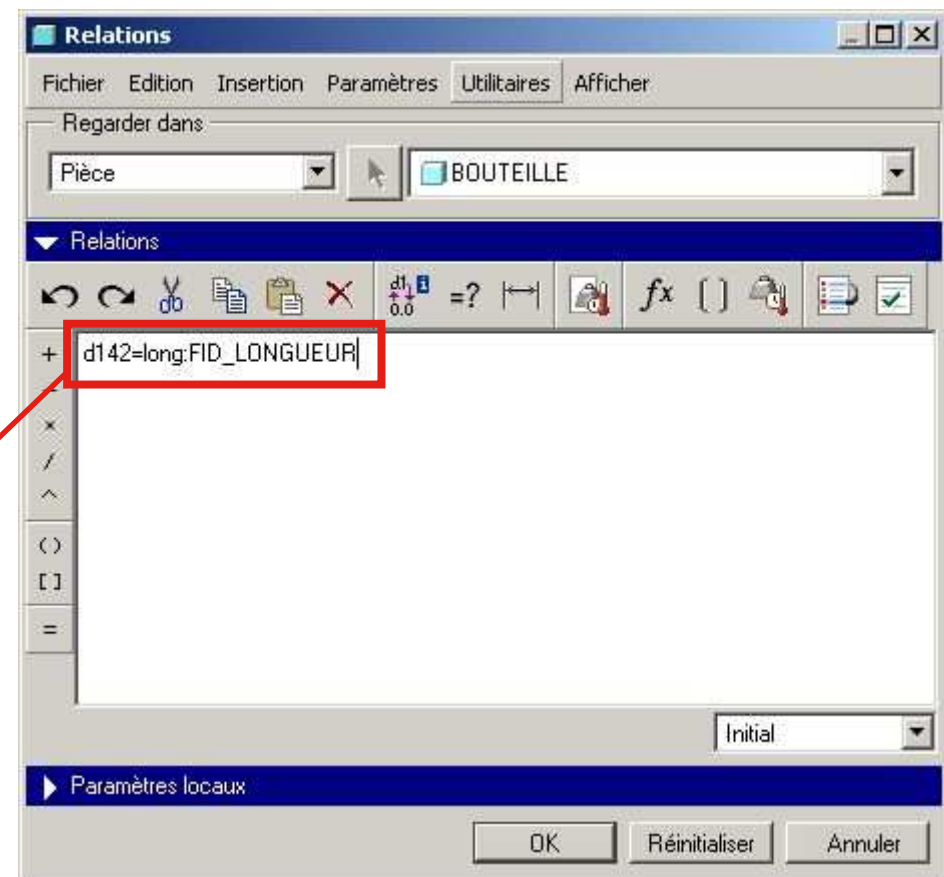 Relations
Fichier Edition Insertion Paramètres Utilitaires Afficher
Regarder dans
Pièce BOUTEILLE
Relations
d1 0.0 =? fx [ ]
+ d142=long:FID_LONGUEUR
-
×
/
^
()
[]
=
Initial
Paramètres locaux
OK Réinitialiser Annuler